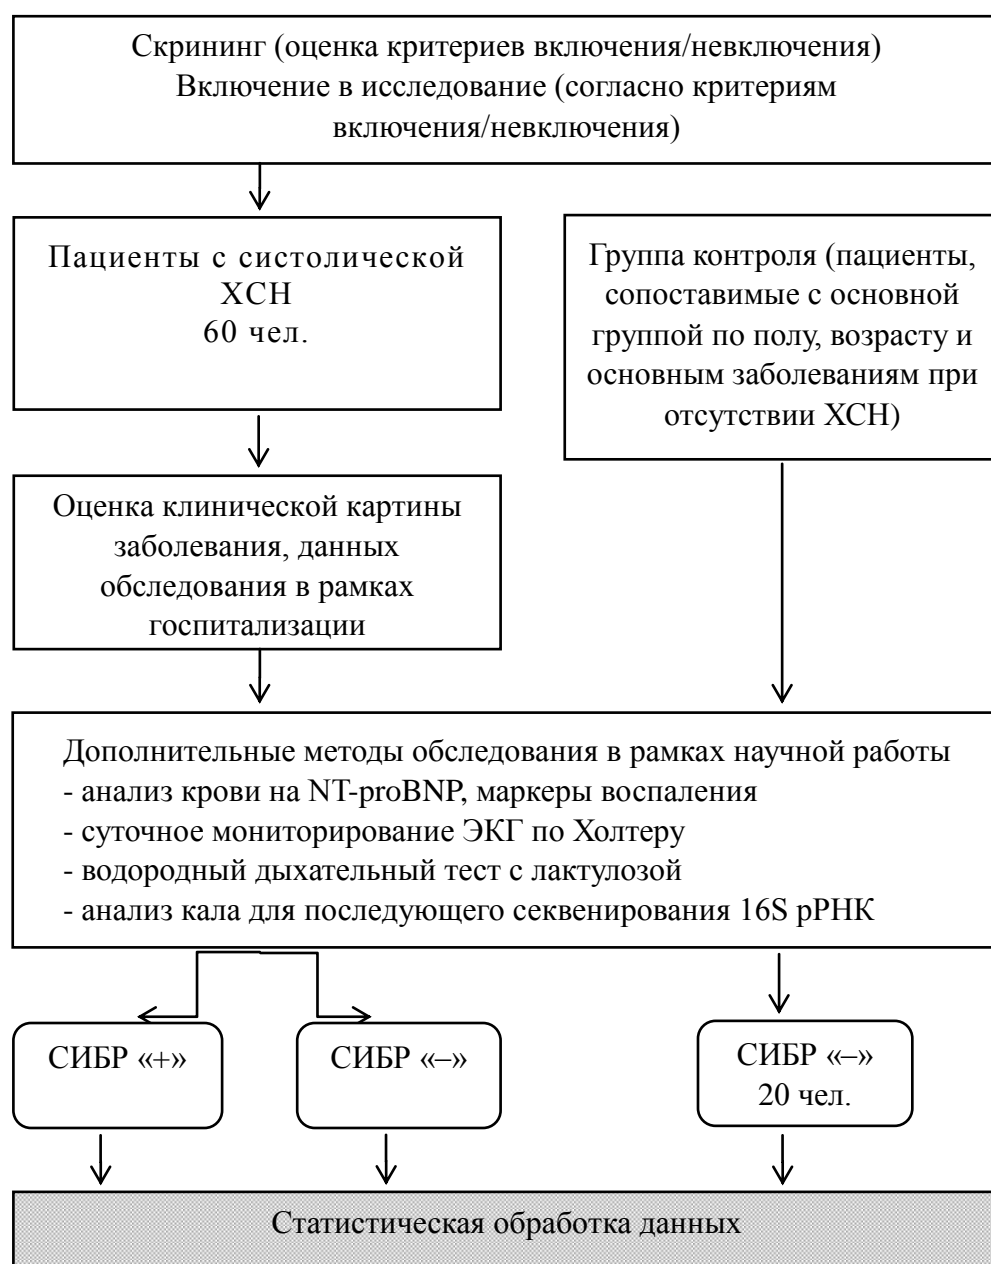 Скрининг (оценка критериев включения/невключения)
Включение в исследование (согласно критериям
включения/невключения)
Пациенты с систолической
ХСН
60 чел.
Группа контроля (пациенты,
сопоставимые с основной
группой по полу, возрасту и
основным заболеваниям при
отсутствии ХСН)
Оценка клинической картины
заболевания, данных
обследования в рамках
госпитализации
Дополнительные методы обследования в рамках научной работы
- анализ крови на NT-proBNP, маркеры воспаления
- суточное мониторирование ЭКГ по Холтеру
- водородный дыхательный тест с лактулозой
- анализ кала для последующего секвенирования 16S рРНК
СИБР «+»
СИБР «–»
СИБР «–»
20 чел.
Статистическая обработка данных